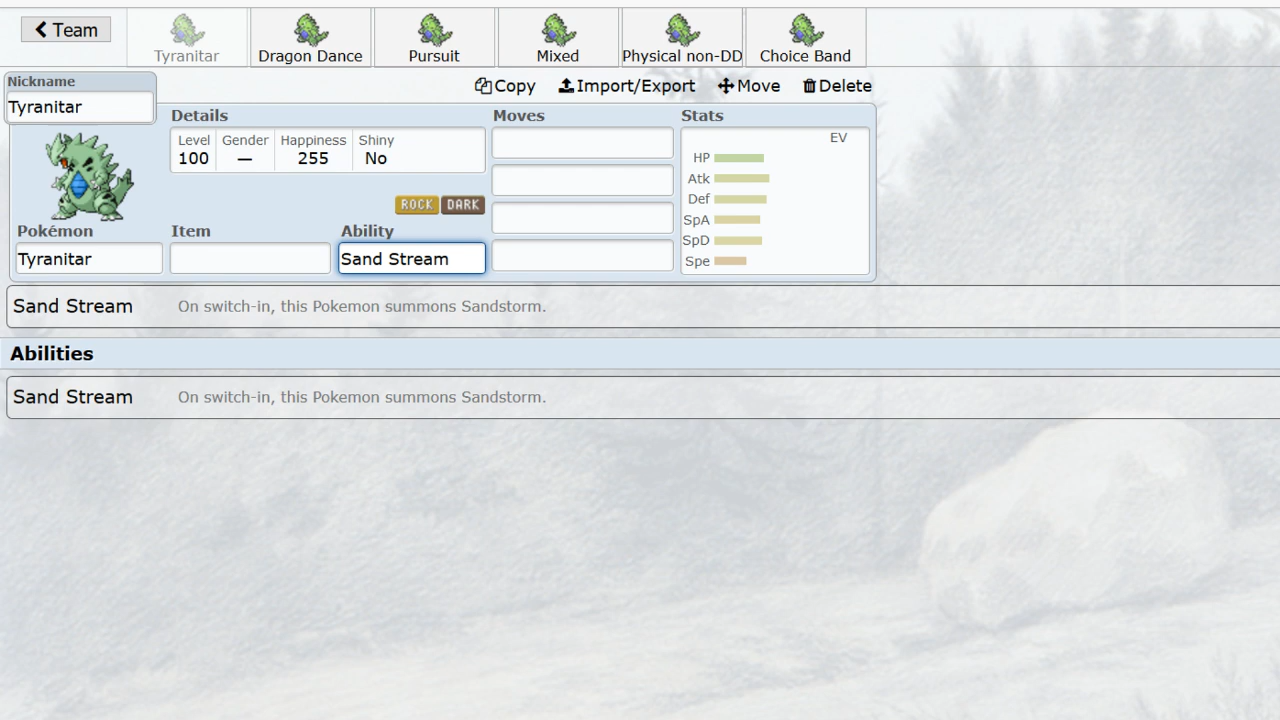 Team
Tyranitar
Dragon Dance
Pursuit
Mixed
Physical non-DD
Choice Band
Nickname
Tyranitar
Copy
Import/Export
Move
Delete
Details
Level
100
Gender
—
Happiness
255
Shiny
No
ROCK
DARK
Pokémon
Tyranitar
Item
Ability
Sand Stream
Moves
Stats
EV
HP
Atk
Def
SpA
SpD
Spe
Sand Stream On switch-in, this Pokemon summons Sandstorm.
Abilities
Sand Stream On switch-in, this Pokemon summons Sandstorm.